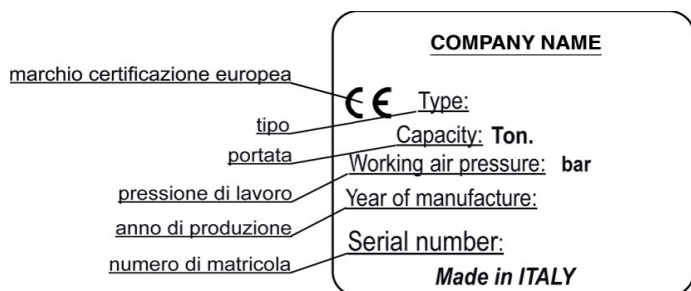 COMPANY NAME
marchio certificazione europea
CE Type:
tipo
Capacity: Ton.
portata
Working air pressure: bar
pressione di lavoro
Year of manufacture:
anno di produzione
Serial number:
numero di matricola
Made in ITALY